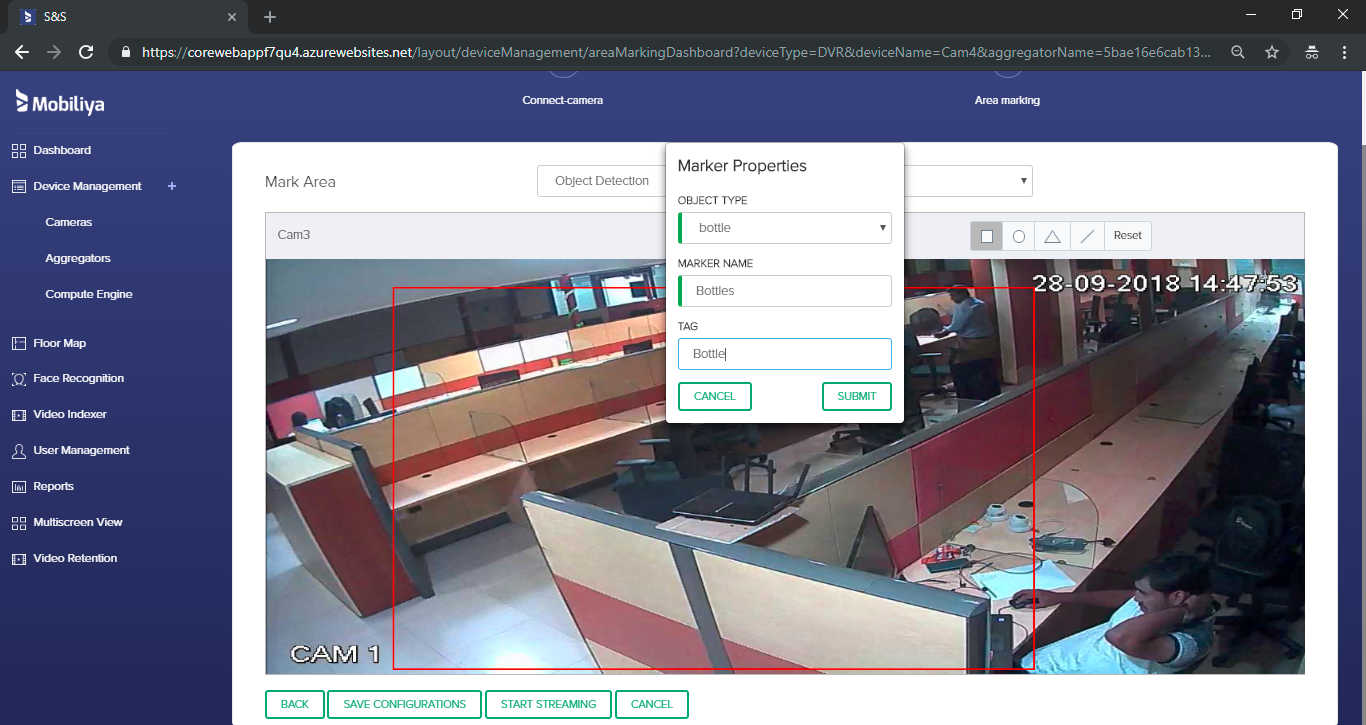 S&S
https://corewebappf7qu4.azurewebsites.net/layout/deviceManagement/areaMarkingDashboard?deviceType=DVR&deviceName=Cam4&aggregatorName=5bae16e6cab13...
Mobiliya
Connect-camera
Area marking
Dashboard
Device Management +
Cameras
Aggregators
Compute Engine
Floor Map
Face Recognition
Video Indexer
User Management
Reports
Multiscreen View
Video Retention
Mark Area
Object Detection
Cam3
Reset
Marker Properties
OBJECT TYPE
bottle
MARKER NAME
Bottles
TAG
Bottle
CANCEL SUBMIT
28-09-2018 14:47:53
CAM 1
BACK SAVE CONFIGURATIONS START STREAMING CANCEL